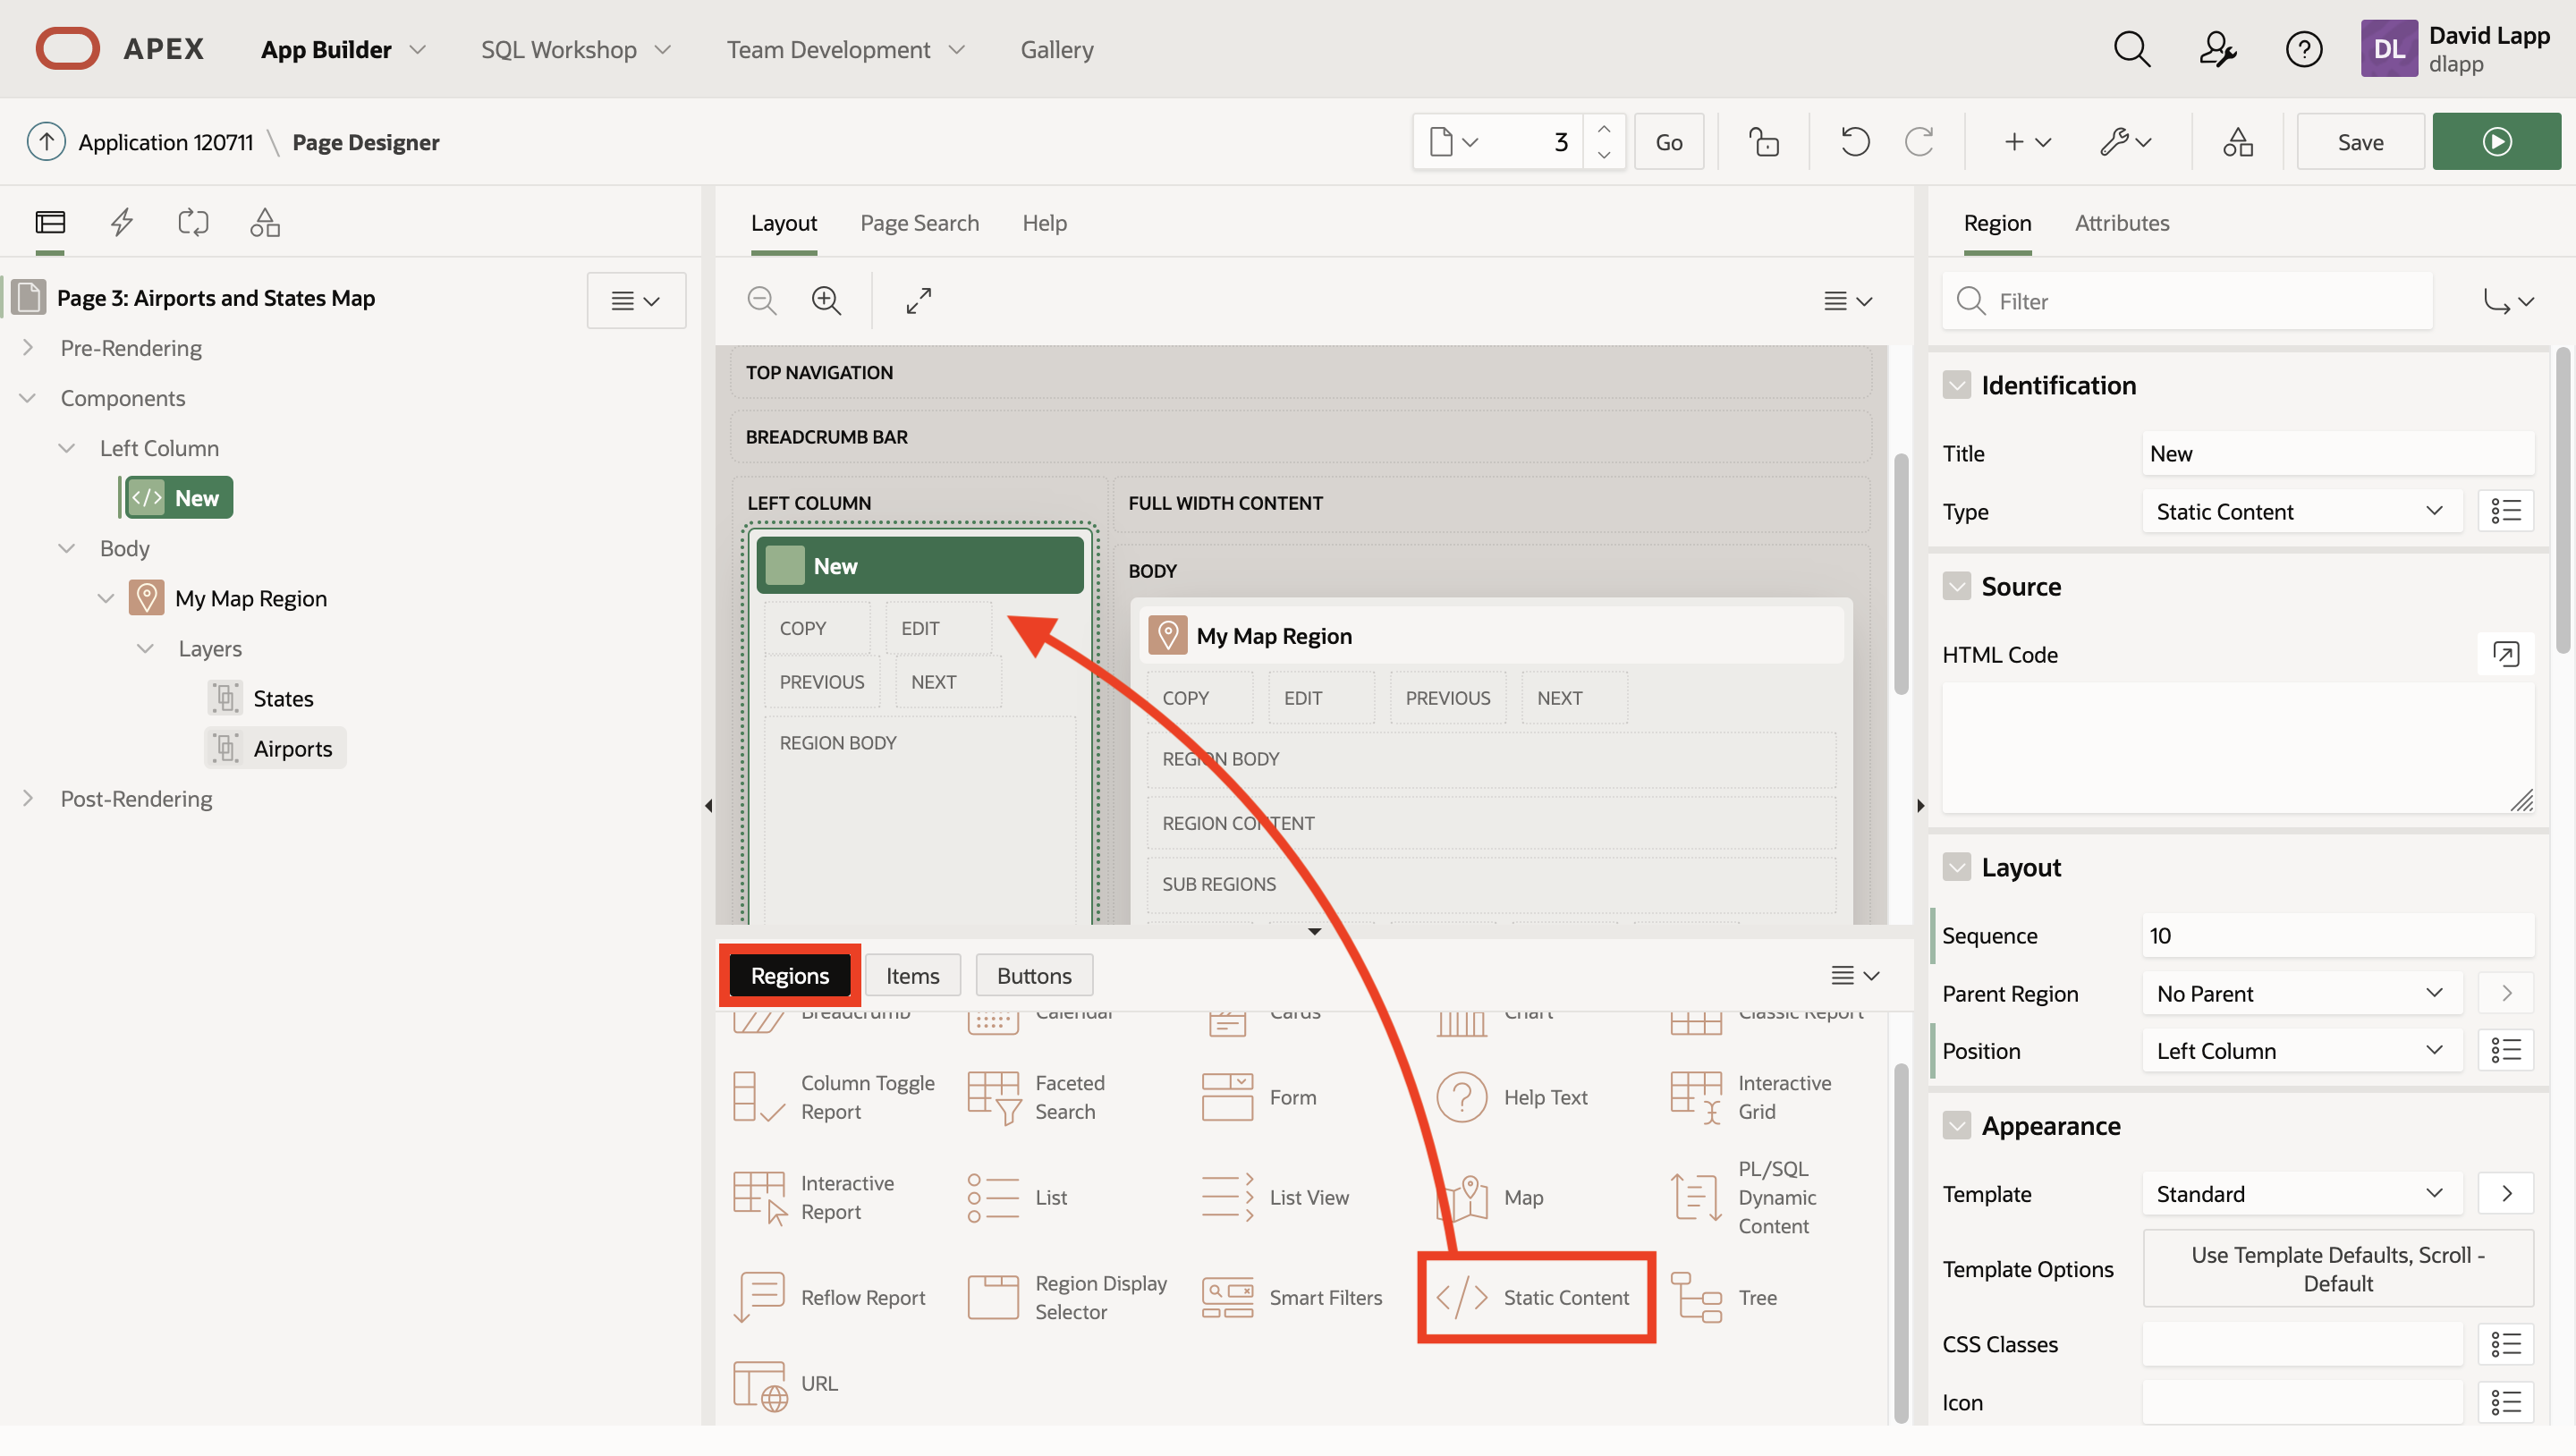 APEX
App Builder
SQL Workshop
Team Development
Gallery
DL
David Lapp
dlapp
Application 120711 \ Page Designer
3
Go
Save
Page 3: Airports and States Map
Pre-Rendering
Components
Left Column
</> New
Body
My Map Region
Layers
States
Airports
Post-Rendering
Layout
Page Search
Help
TOP NAVIGATION
BREADCRUMB BAR
LEFT COLUMN
New
COPY
EDIT
PREVIOUS
NEXT
REGION BODY
FULL WIDTH CONTENT
BODY
My Map Region
COPY
EDIT
PREVIOUS
NEXT
REGION BODY
REGION CONTENT
SUB REGIONS
Regions
Items
Buttons
Breadcrumb
Calendar
Cards
Chart
Classic Report
Column Toggle
Report
Faceted
Search
Form
Help Text
Interactive
Grid
Interactive
Report
List
List View
Map
PL/SQL
Dynamic
Content
Reflow Report
Region Display
Selector
Smart Filters
</> Static Content
Tree
URL
Region
Attributes
Filter
Identification
Title
New
Type
Static Content
Source
HTML Code
Layout
Sequence
10
Parent Region
No Parent
Position
Left Column
Appearance
Template
Standard
Template Options
Use Template Defaults, Scroll -
Default
CSS Classes
Icon